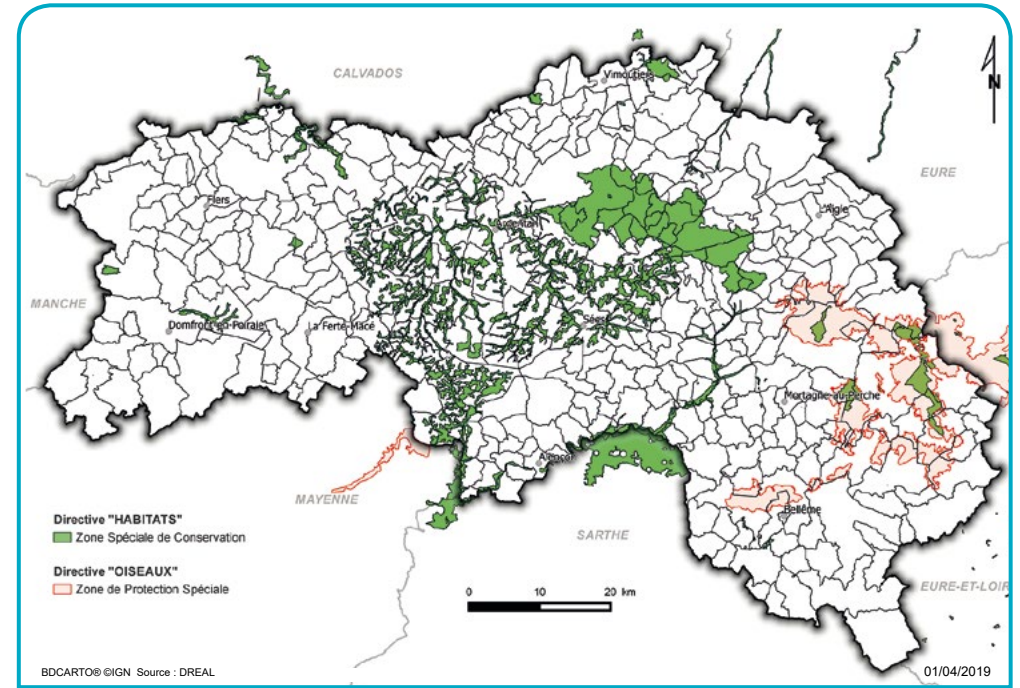 CALVADOS
Vimoutiers
N
EURE
Flers
L'Aigle
Argentan
MANCHE
Domfront-en-Poiraie
La Ferté-Macé
Sées
Mortagne-au-Perche
Alençon
MAYENNE
Bellême
SARTHE
EURE-ET-LOIR
Directive "HABITATS"
Zone Spéciale de Conservation
Directive "OISEAUX"
Zone de Protection Spéciale
0 10 20 km
BDCARTO® ©IGN Source : DREAL
01/04/2019